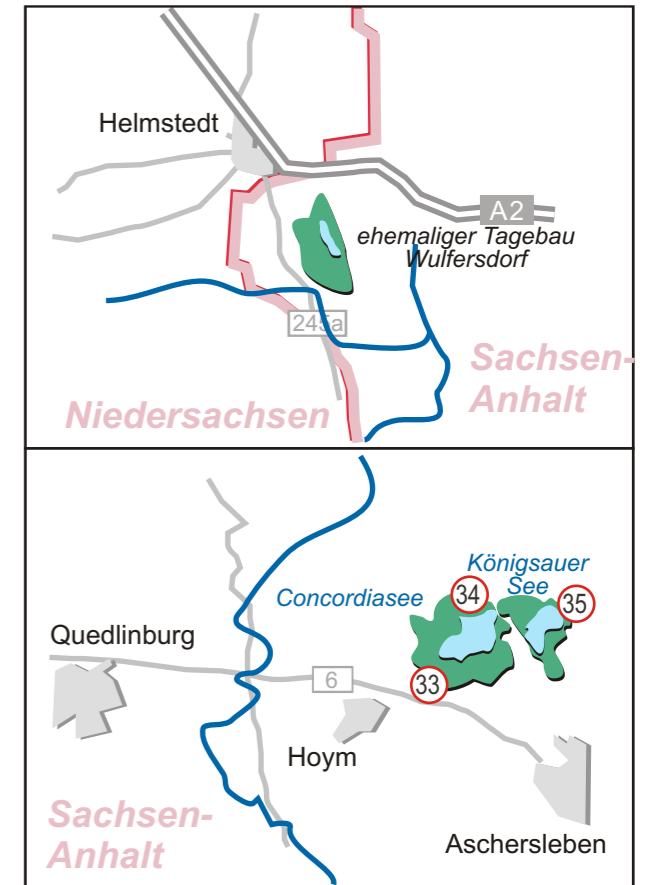 Helmstedt
A2
ehemaliger Tagebau
Wulfersdorf
245a
Sachsen-
Anhalt
Niedersachsen
Königsauer
See
34
35
Concordiasee
Quedlinburg
33
6
Hoym
Sachsen-
Anhalt
Aschersleben